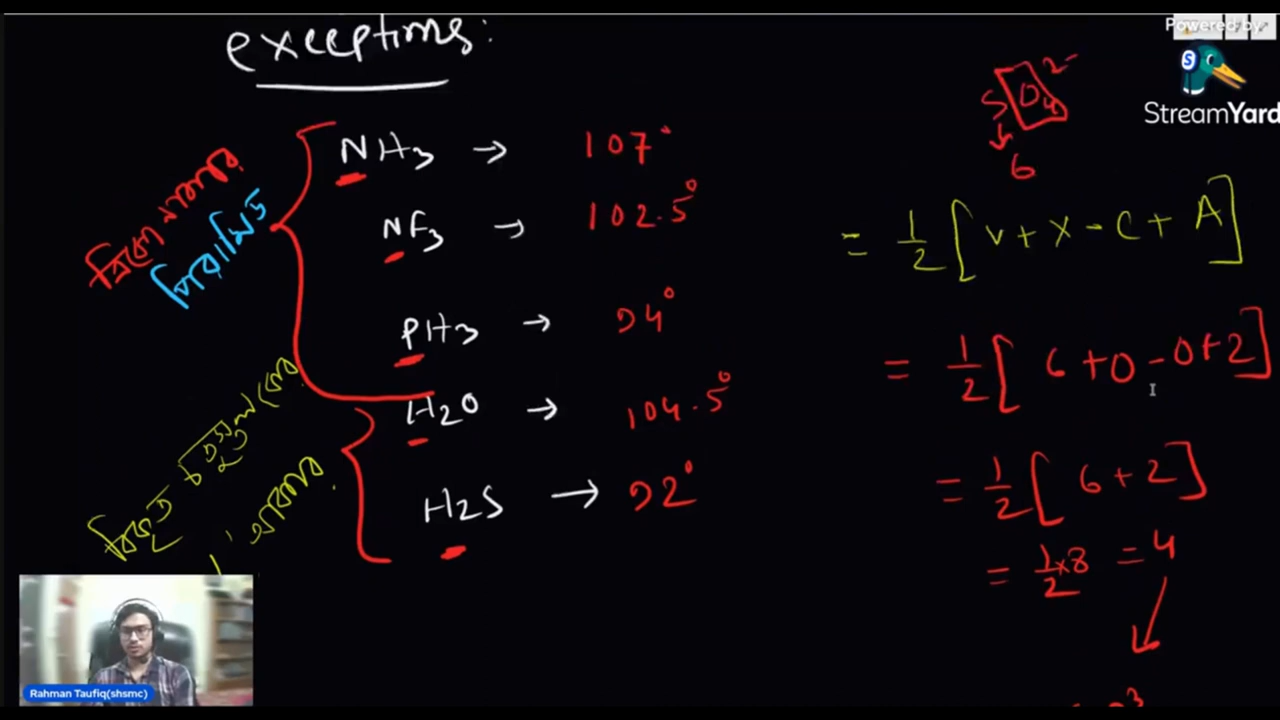 exceptions:
NH3 → 107°
NF3 → 102.5°
PH3 → 94°
H2O → 104.5°
H2S → 92°
পিরামিড
SO4 2-
6
= 1/2 [V + X - C + A]
= 1/2 [6 + 0 - 0 + 2]
= 1/2 [6 + 2]
= 1/2 × 8 = 4
3
Powered by
S
StreamYard
Rahman Taufiq(shsmc)